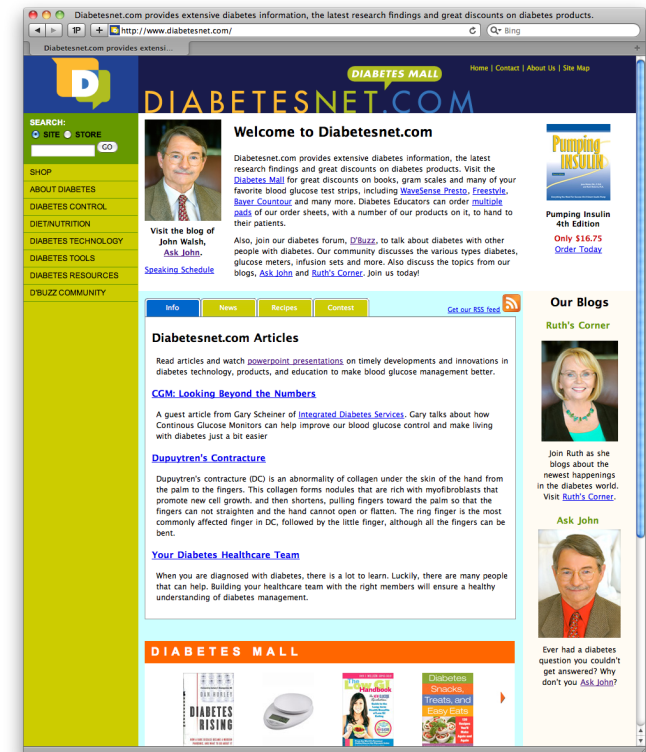 Diabetesnet.com provides extensive diabetes information, the latest research findings and great discounts on diabetes products.
1P
+
http://www.diabetesnet.com/
Bing
Diabetesnet.com provides extensi...
+
D
DIABETES MALL
Home | Contact | About Us | Site Map
DIABETESNET.COM
SEARCH:
SITE STORE
GO
SHOP
ABOUT DIABETES
DIABETES CONTROL
DIET/NUTRITION
DIABETES TECHNOLOGY
DIABETES TOOLS
DIABETES RESOURCES
D'BUZZ COMMUNITY
Visit the blog of
John Walsh,
Ask John.
Speaking Schedule
Welcome to Diabetesnet.com
Diabetesnet.com provides extensive diabetes information, the latest
research findings and great discounts on diabetes products. Visit the
Diabetes Mall for great discounts on books, gram scales and many of your
favorite blood glucose test strips, including WaveSense Presto, Freestyle,
Bayer Countour and many more. Diabetes Educators can order multiple
pads of our order sheets, with a number of our products on it, to hand to
their patients.
Also, join our diabetes forum, D'Buzz, to talk about diabetes with other
people with diabetes. Our community discusses the various types diabetes,
glucose meters, infusion sets and more. Also discuss the topics from our
blogs, Ask John and Ruth's Corner. Join us today!
Pumping
INSULIN
Pumping Insulin
4th Edition
Only $16.75
Order Today
Info
News
Recipes
Contest
Get our RSS feed
Diabetesnet.com Articles
Read articles and watch powerpoint presentations on timely developments and innovations in
diabetes technology, products, and education to make blood glucose management better.
CGM: Looking Beyond the Numbers
A guest article from Gary Scheiner of Integrated Diabetes Services. Gary talks about how
Continous Glucose Monitors can help improve our blood glucose control and make living
with diabetes just a bit easier
Dupuytren's Contracture
Dupuytren's contracture (DC) is an abnormality of collagen under the skin of the hand from
the palm to the fingers. This collagen forms nodules that are rich with myofibroblasts that
promote new cell growth. and then shortens, pulling fingers toward the palm so that the
fingers can not straighten and the hand cannot open or flatten. The ring finger is the most
commonly affected finger in DC, followed by the little finger, although all the fingers can be
bent.
Your Diabetes Healthcare Team
When you are diagnosed with diabetes, there is a lot to learn. Luckily, there are many people
that can help. Building your healthcare team with the right members will ensure a healthy
understanding of diabetes management.
Our Blogs
Ruth's Corner
Join Ruth as she
blogs about the
newest happenings
in the diabetes world.
Visit Ruth's Corner.
Ask John
Ever had a diabetes
question you couldn't
get answered? Why
don't you Ask John?
DIABETES MALL
DAN HURLEY
DIABETES
RISING
The
Low GI
Handbook
Diabetes
Snacks,
Treats, and
Easy Eats